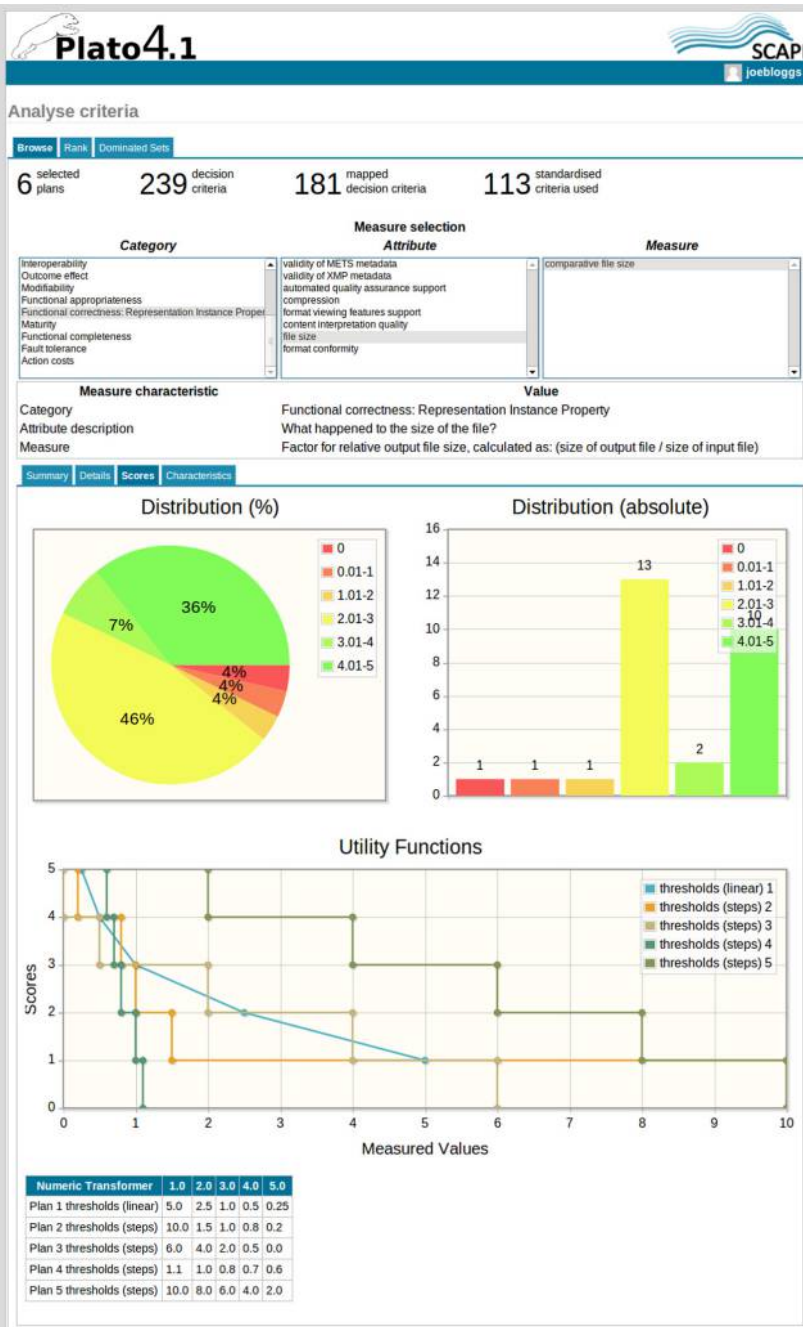 Plato4.1
SCAP
joebloggs
Analyse criteria
Browse Rank Dominated Sets
6 selected plans 239 decision criteria 181 mapped decision criteria 113 standardised criteria used
Measure selection
Category Attribute Measure
Interoperability
Outcome effect
Modifiability
Functional appropriateness
Functional correctness: Representation Instance Proper
Maturity
Functional completeness
Fault tolerance
Action costs
validity of METS metadata
validity of XMP metadata
automated quality assurance support
compression
format viewing features support
content interpretation quality
file size
format conformity
comparative file size
Measure characteristic Value
Category Functional correctness: Representation Instance Property
Attribute description What happened to the size of the file?
Measure Factor for relative output file size, calculated as: (size of output file / size of input file)
Summary Details Scores Characteristics
Distribution (%)
36%
7%
46%
4%
4%
4%
0
0.01-1
1.01-2
2.01-3
3.01-4
4.01-5
Distribution (absolute)
16
14
12
10
8
6
4
2
0
1
1
1
13
2
10
0
0.01-1
1.01-2
2.01-3
3.01-4
4.01-5
Utility Functions
Scores
5
4
3
2
1
0
thresholds (linear) 1
thresholds (steps) 2
thresholds (steps) 3
thresholds (steps) 4
thresholds (steps) 5
0 1 2 3 4 5 6 7 8 9 10
Measured Values
Numeric Transformer 1.0 2.0 3.0 4.0 5.0
Plan 1 thresholds (linear) 5.0 2.5 1.0 0.5 0.25
Plan 2 thresholds (steps) 10.0 1.5 1.0 0.8 0.2
Plan 3 thresholds (steps) 6.0 4.0 2.0 0.5 0.0
Plan 4 thresholds (steps) 1.1 1.0 0.8 0.7 0.6
Plan 5 thresholds (steps) 10.0 8.0 6.0 4.0 2.0